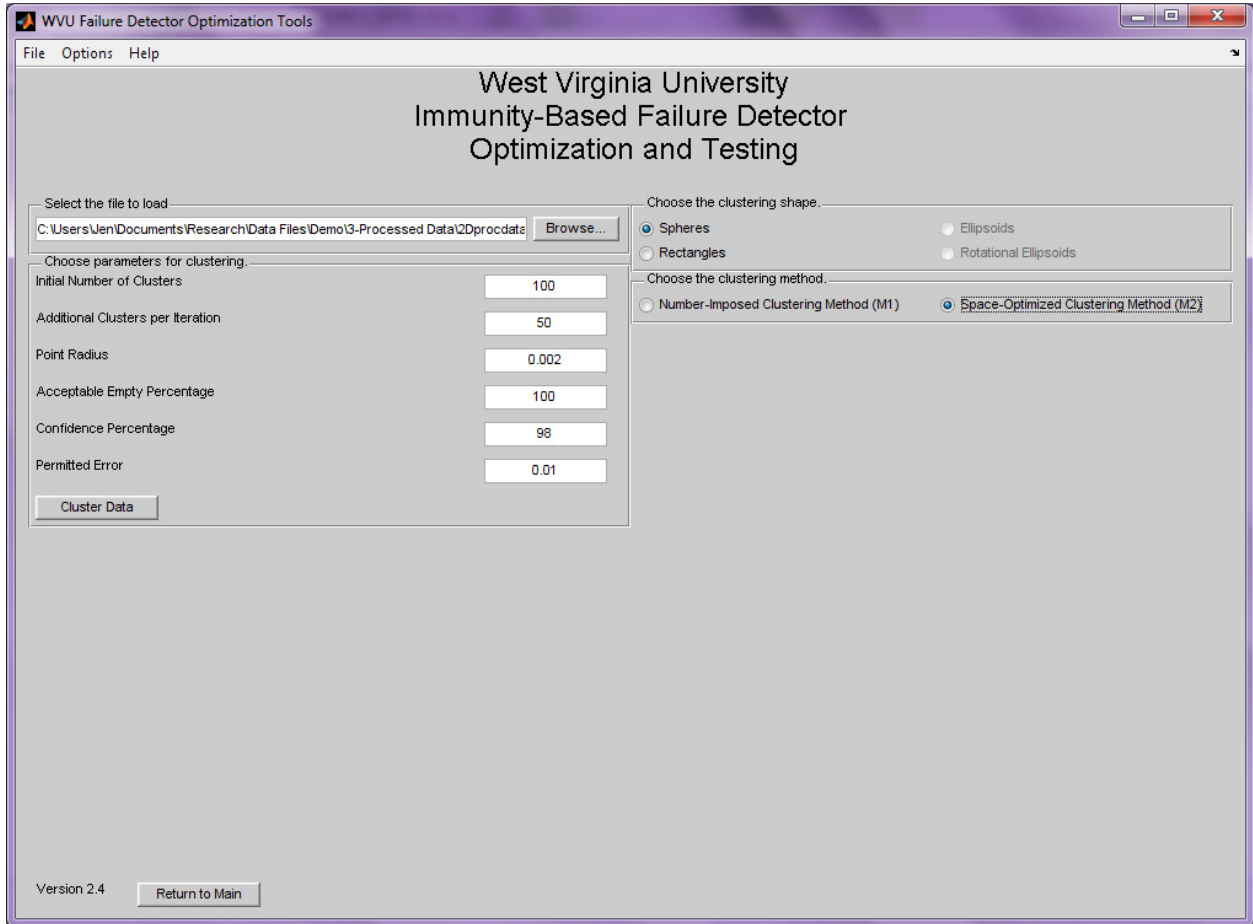 WVU Failure Detector Optimization Tools
File Options Help
West Virginia University
Immunity-Based Failure Detector
Optimization and Testing
Select the file to load
C:\Users\Jen\Documents\Research\Data Files\Demo\3-Processed Data\2Dprocdata Browse...
Choose parameters for clustering.
Initial Number of Clusters 100
Additional Clusters per Iteration 50
Point Radius 0.002
Acceptable Empty Percentage 100
Confidence Percentage 98
Permitted Error 0.01
Cluster Data
Choose the clustering shape.
Spheres Ellipsoids
Rectangles Rotational Ellipsoids
Choose the clustering method.
Number-Imposed Clustering Method (M1) Space-Optimized Clustering Method (M2)
Version 2.4 Return to Main